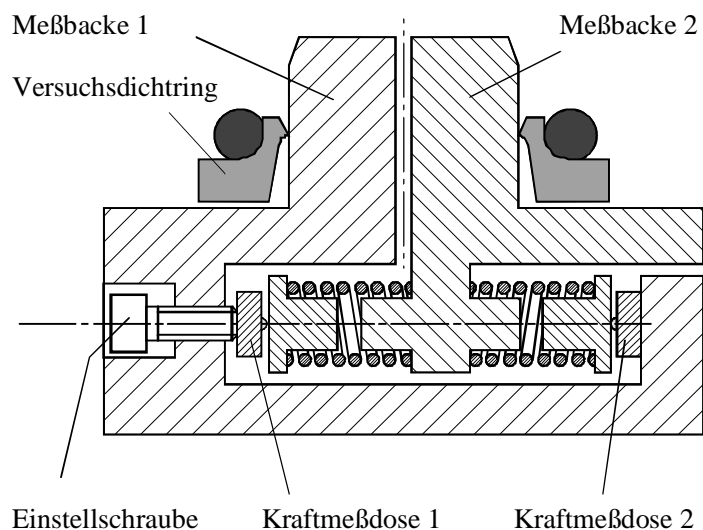 Meßbacke 1
Meßbacke 2
Versuchsdichtring
Einstellschraube
Kraftmeßdose 1
Kraftmeßdose 2